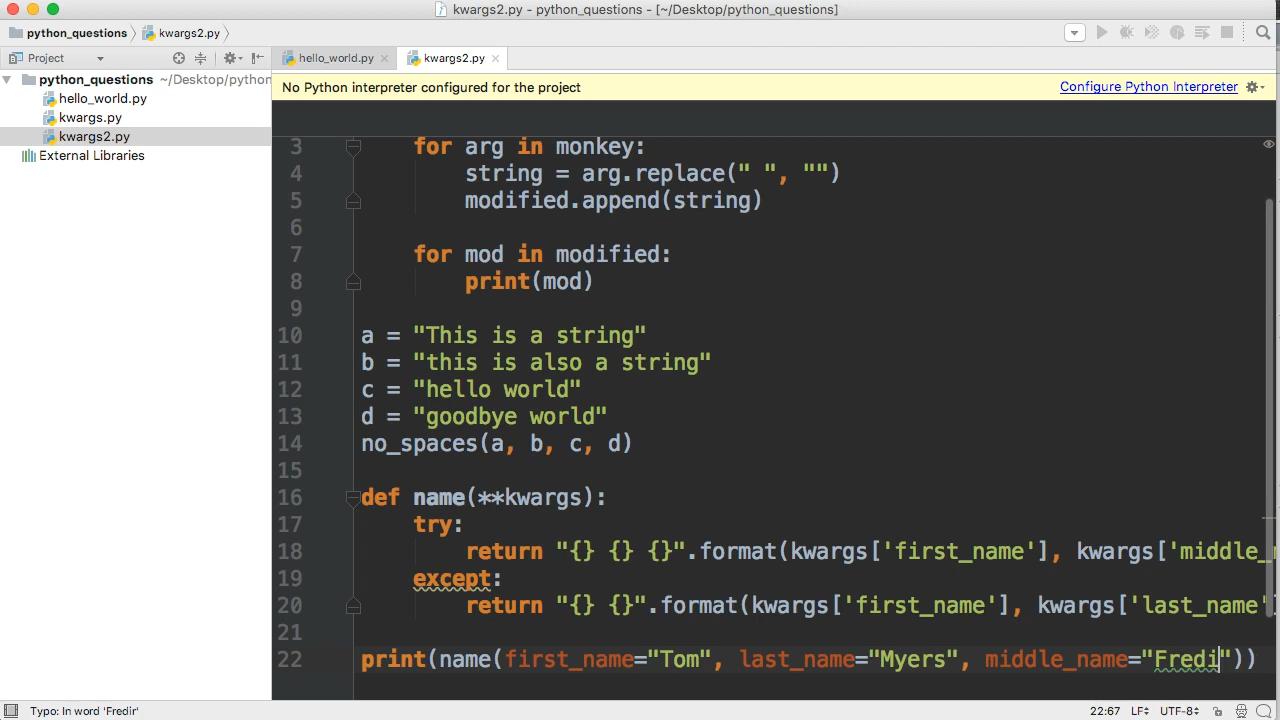 kwargs2.py - python_questions - [~/Desktop/python_questions]
python_questions kwargs2.py
Project
hello_world.py kwargs2.py
python_questions ~/Desktop/python
hello_world.py
kwargs.py
kwargs2.py
External Libraries
No Python interpreter configured for the project Configure Python Interpreter
3 for arg in monkey:
4 string = arg.replace(" ", "")
5 modified.append(string)
6
7 for mod in modified:
8 print(mod)
9
10 a = "This is a string"
11 b = "this is also a string"
12 c = "hello world"
13 d = "goodbye world"
14 no_spaces(a, b, c, d)
15
16 def name(**kwargs):
17 try:
18 return "{} {} {}".format(kwargs['first_name'], kwargs['middle_
19 except:
20 return "{} {}".format(kwargs['first_name'], kwargs['last_name'
21
22 print(name(first_name="Tom", last_name="Myers", middle_name="Fredi"))
Typo: In word 'Fredir' 22:67 LF UTF-8